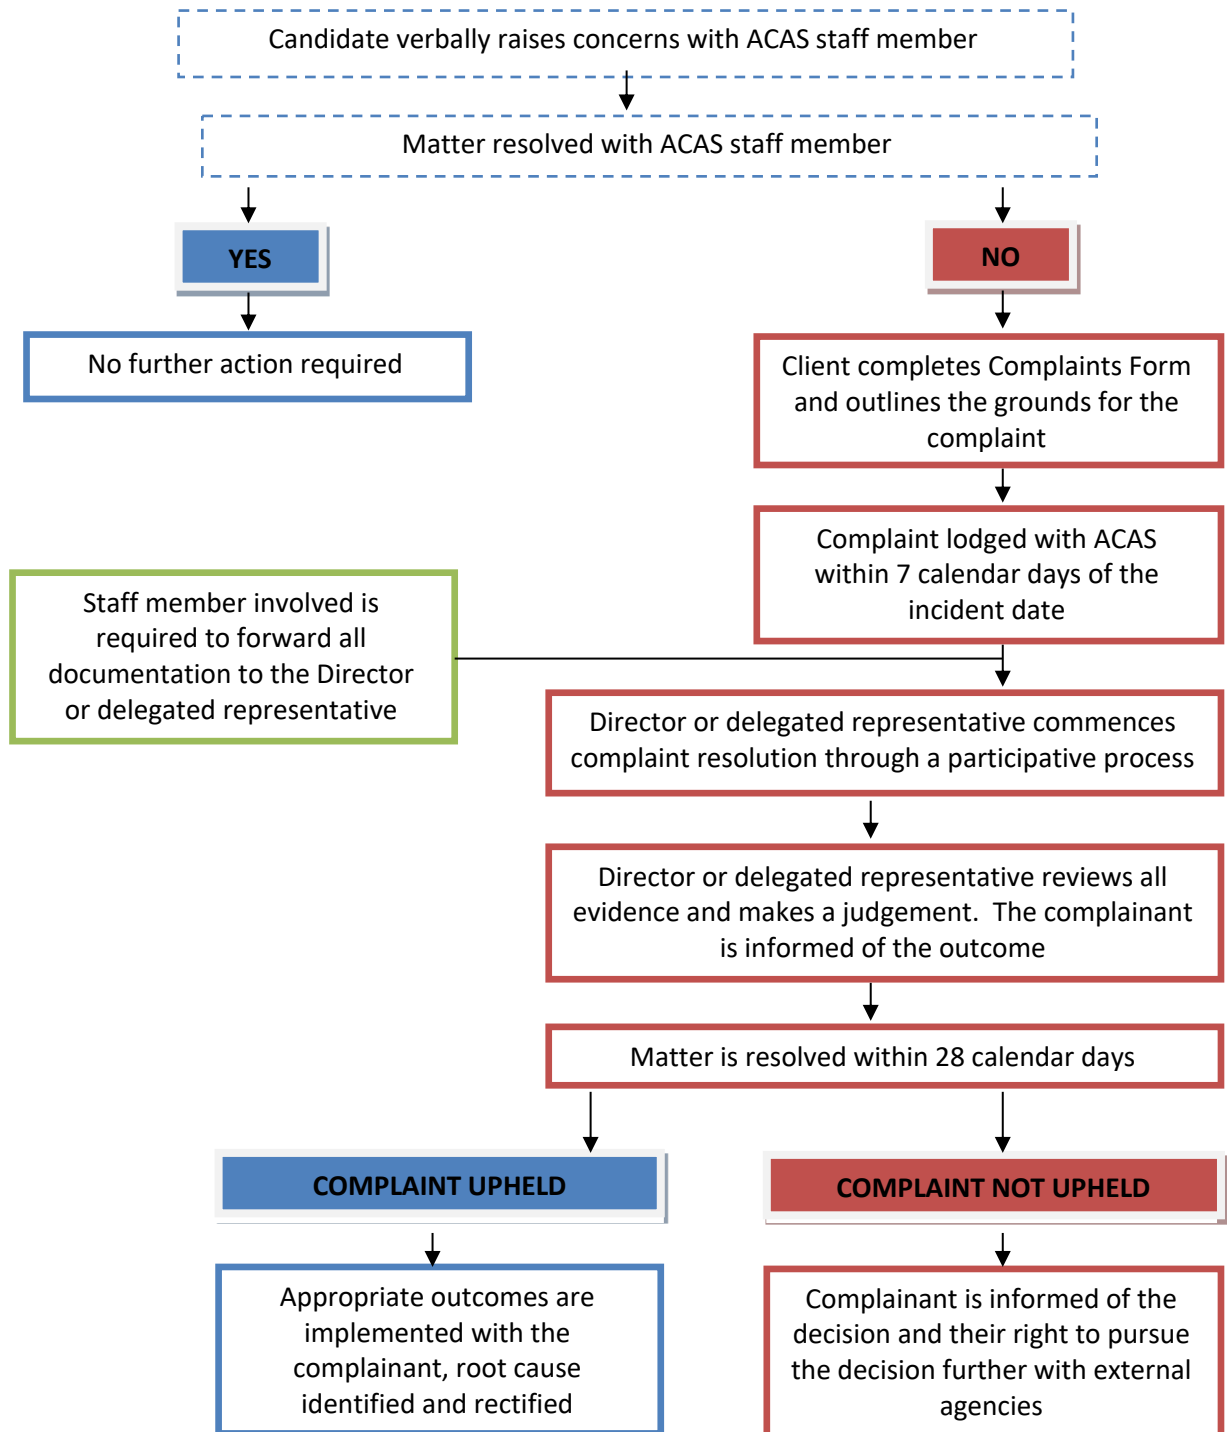 Candidate verbally raises concerns with ACAS staff member
Matter resolved with ACAS staff member
YES
NO
No further action required
Client completes Complaints Form
and outlines the grounds for the
complaint
Complaint lodged with ACAS
within 7 calendar days of the
incident date
Staff member involved is
required to forward all
documentation to the Director
or delegated representative
Director or delegated representative commences
complaint resolution through a participative process
Director or delegated representative reviews all
evidence and makes a judgement.  The complainant
is informed of the outcome
Matter is resolved within 28 calendar days
COMPLAINT UPHELD
COMPLAINT NOT UPHELD
Appropriate outcomes are
implemented with the
complainant, root cause
identified and rectified
Complainant is informed of the
decision and their right to pursue
the decision further with external
agencies